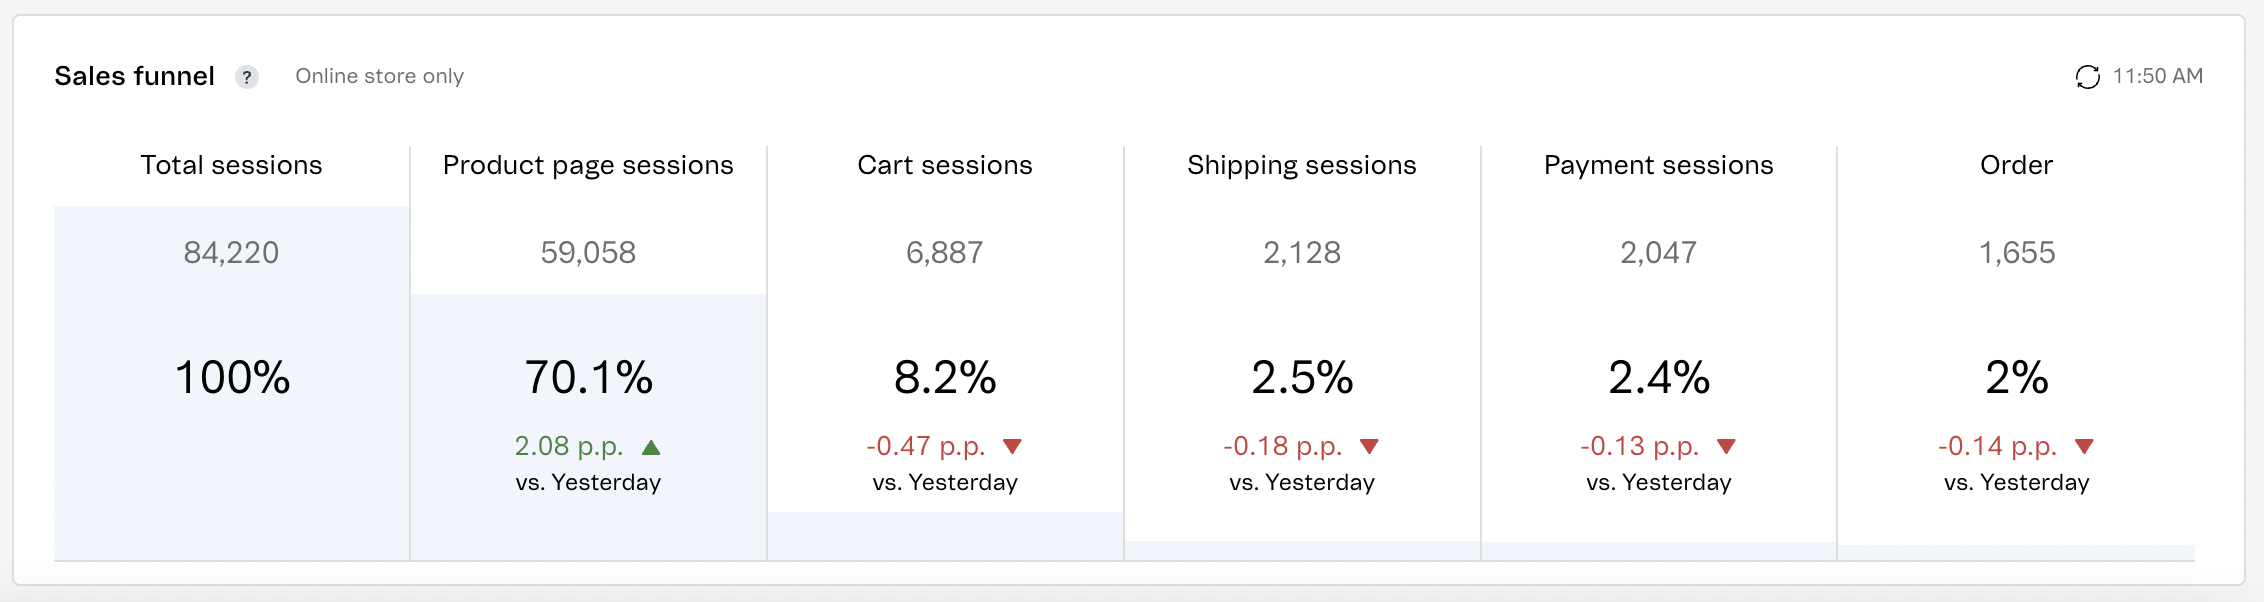 Sales funnel ? Online store only 11:50 AM
Total sessions Product page sessions Cart sessions Shipping sessions Payment sessions Order
84,220 59,058 6,887 2,128 2,047 1,655
100% 70.1% 8.2% 2.5% 2.4% 2%
2.08 p.p. ▲ -0.47 p.p. ▼ -0.18 p.p. ▼ -0.13 p.p. ▼ -0.14 p.p. ▼
vs. Yesterday vs. Yesterday vs. Yesterday vs. Yesterday vs. Yesterday